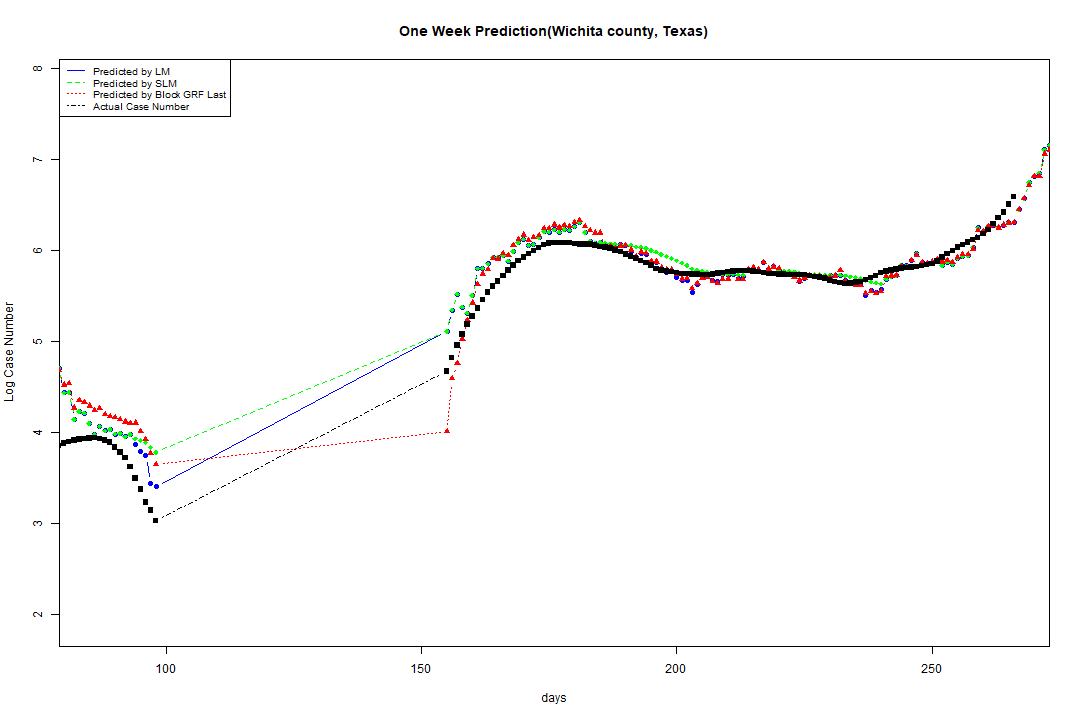 One Week Prediction(Wichita county, Texas)
Predicted by LM
Predicted by SLM
Predicted by Block GRF Last
Actual Case Number
8
7
6
5
4
3
2
Log Case Number
100 150 200 250
days